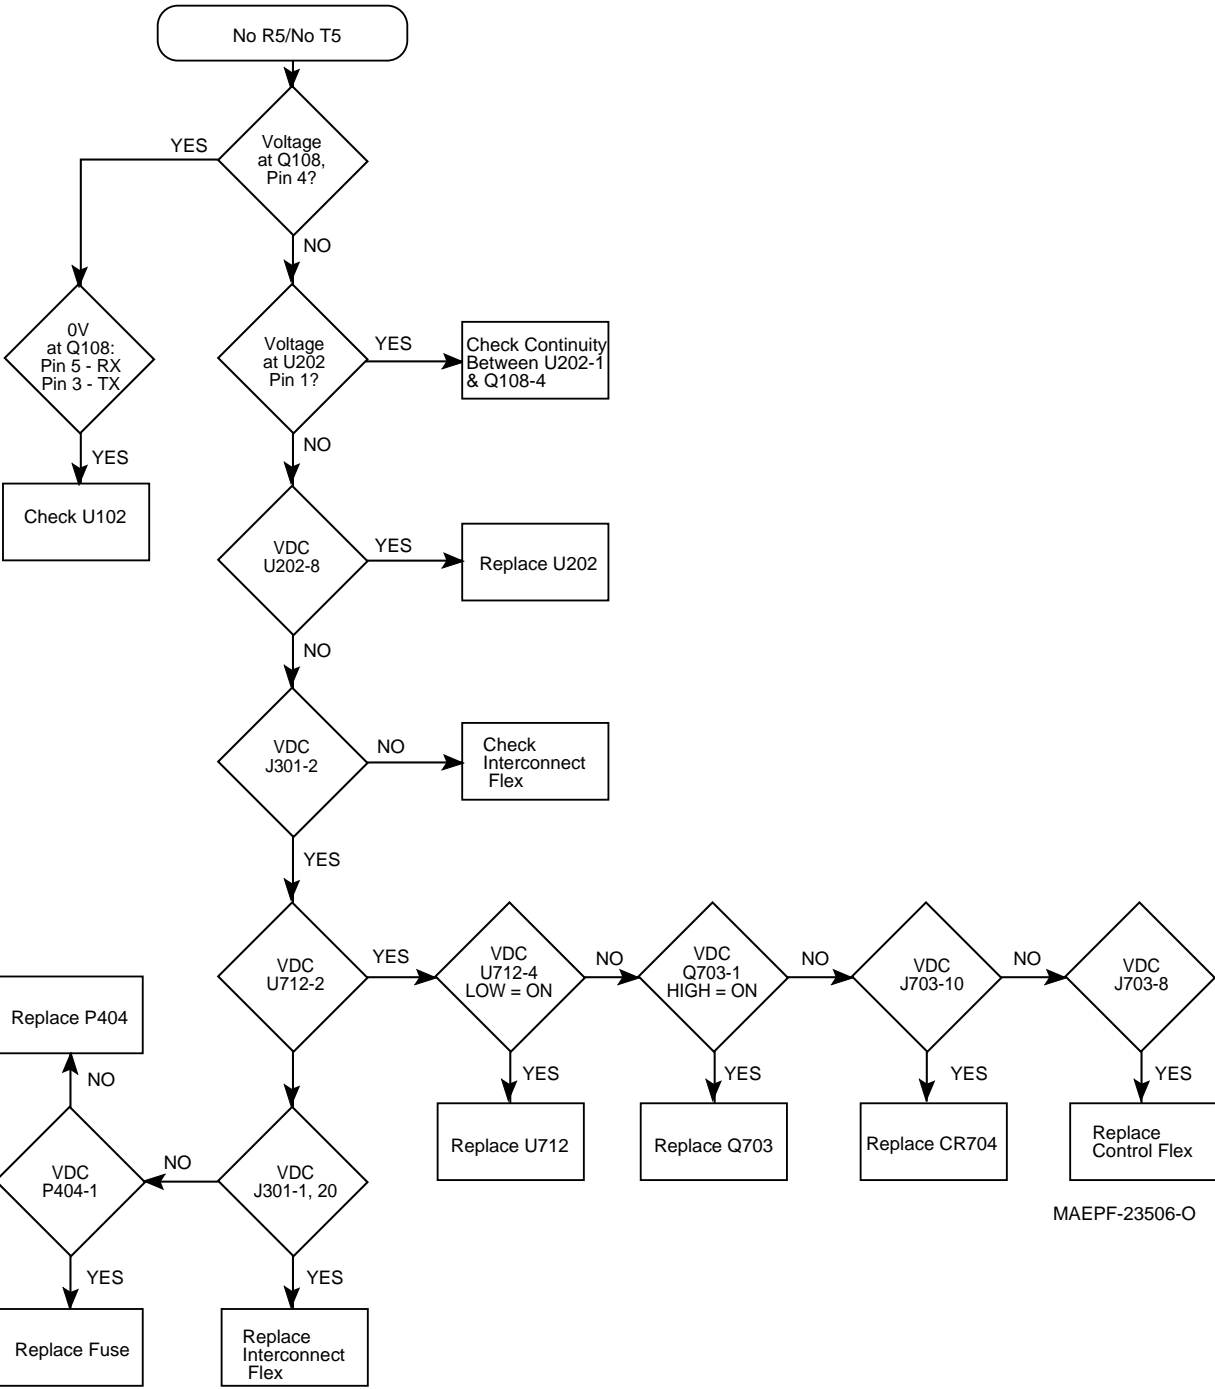 No R5/No T5
YES
Voltage
at Q108,
Pin 4?
NO
0V
at Q108:
Pin 5 - RX
Pin 3 - TX
YES
Check U102
Voltage
at U202
Pin 1?
YES
Check Continuity
Between U202-1
& Q108-4
NO
VDC
U202-8
YES
Replace U202
NO
VDC
J301-2
NO
Check
Interconnect
Flex
YES
VDC
U712-2
YES
VDC
U712-4
LOW = ON
NO
VDC
Q703-1
HIGH = ON
NO
VDC
J703-10
NO
VDC
J703-8
YES
Replace U712
YES
Replace Q703
YES
Replace CR704
YES
Replace
Control Flex
Replace P404
NO
VDC
P404-1
NO
VDC
J301-1, 20
YES
Replace Fuse
YES
Replace
Interconnect
Flex
MAEPF-23506-O